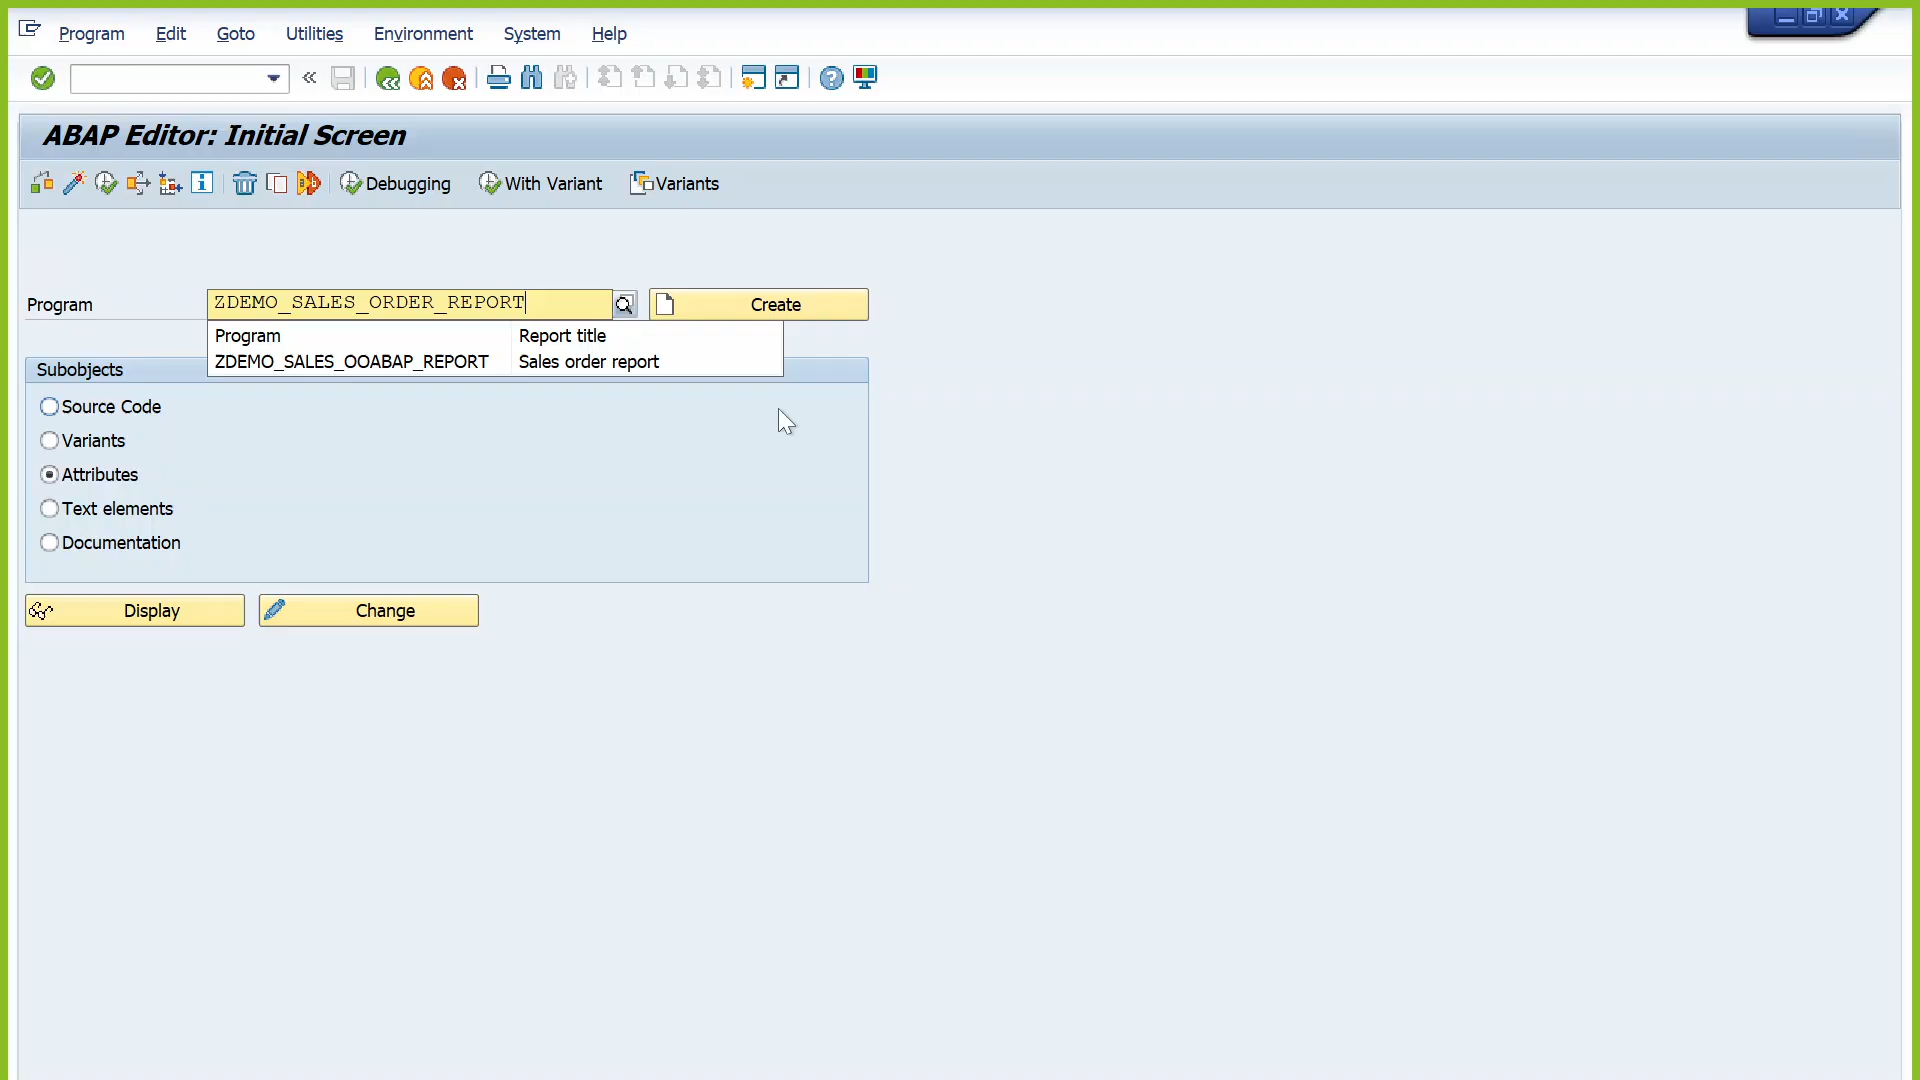 Program Edit Goto Utilities Environment System Help
ABAP Editor: Initial Screen
Debugging With Variant Variants
Program ZDEMO_SALES_ORDER_REPORT Create
Program Report title
ZDEMO_SALES_OOABAP_REPORT Sales order report
Subobjects
Source Code
Variants
Attributes
Text elements
Documentation
Display Change